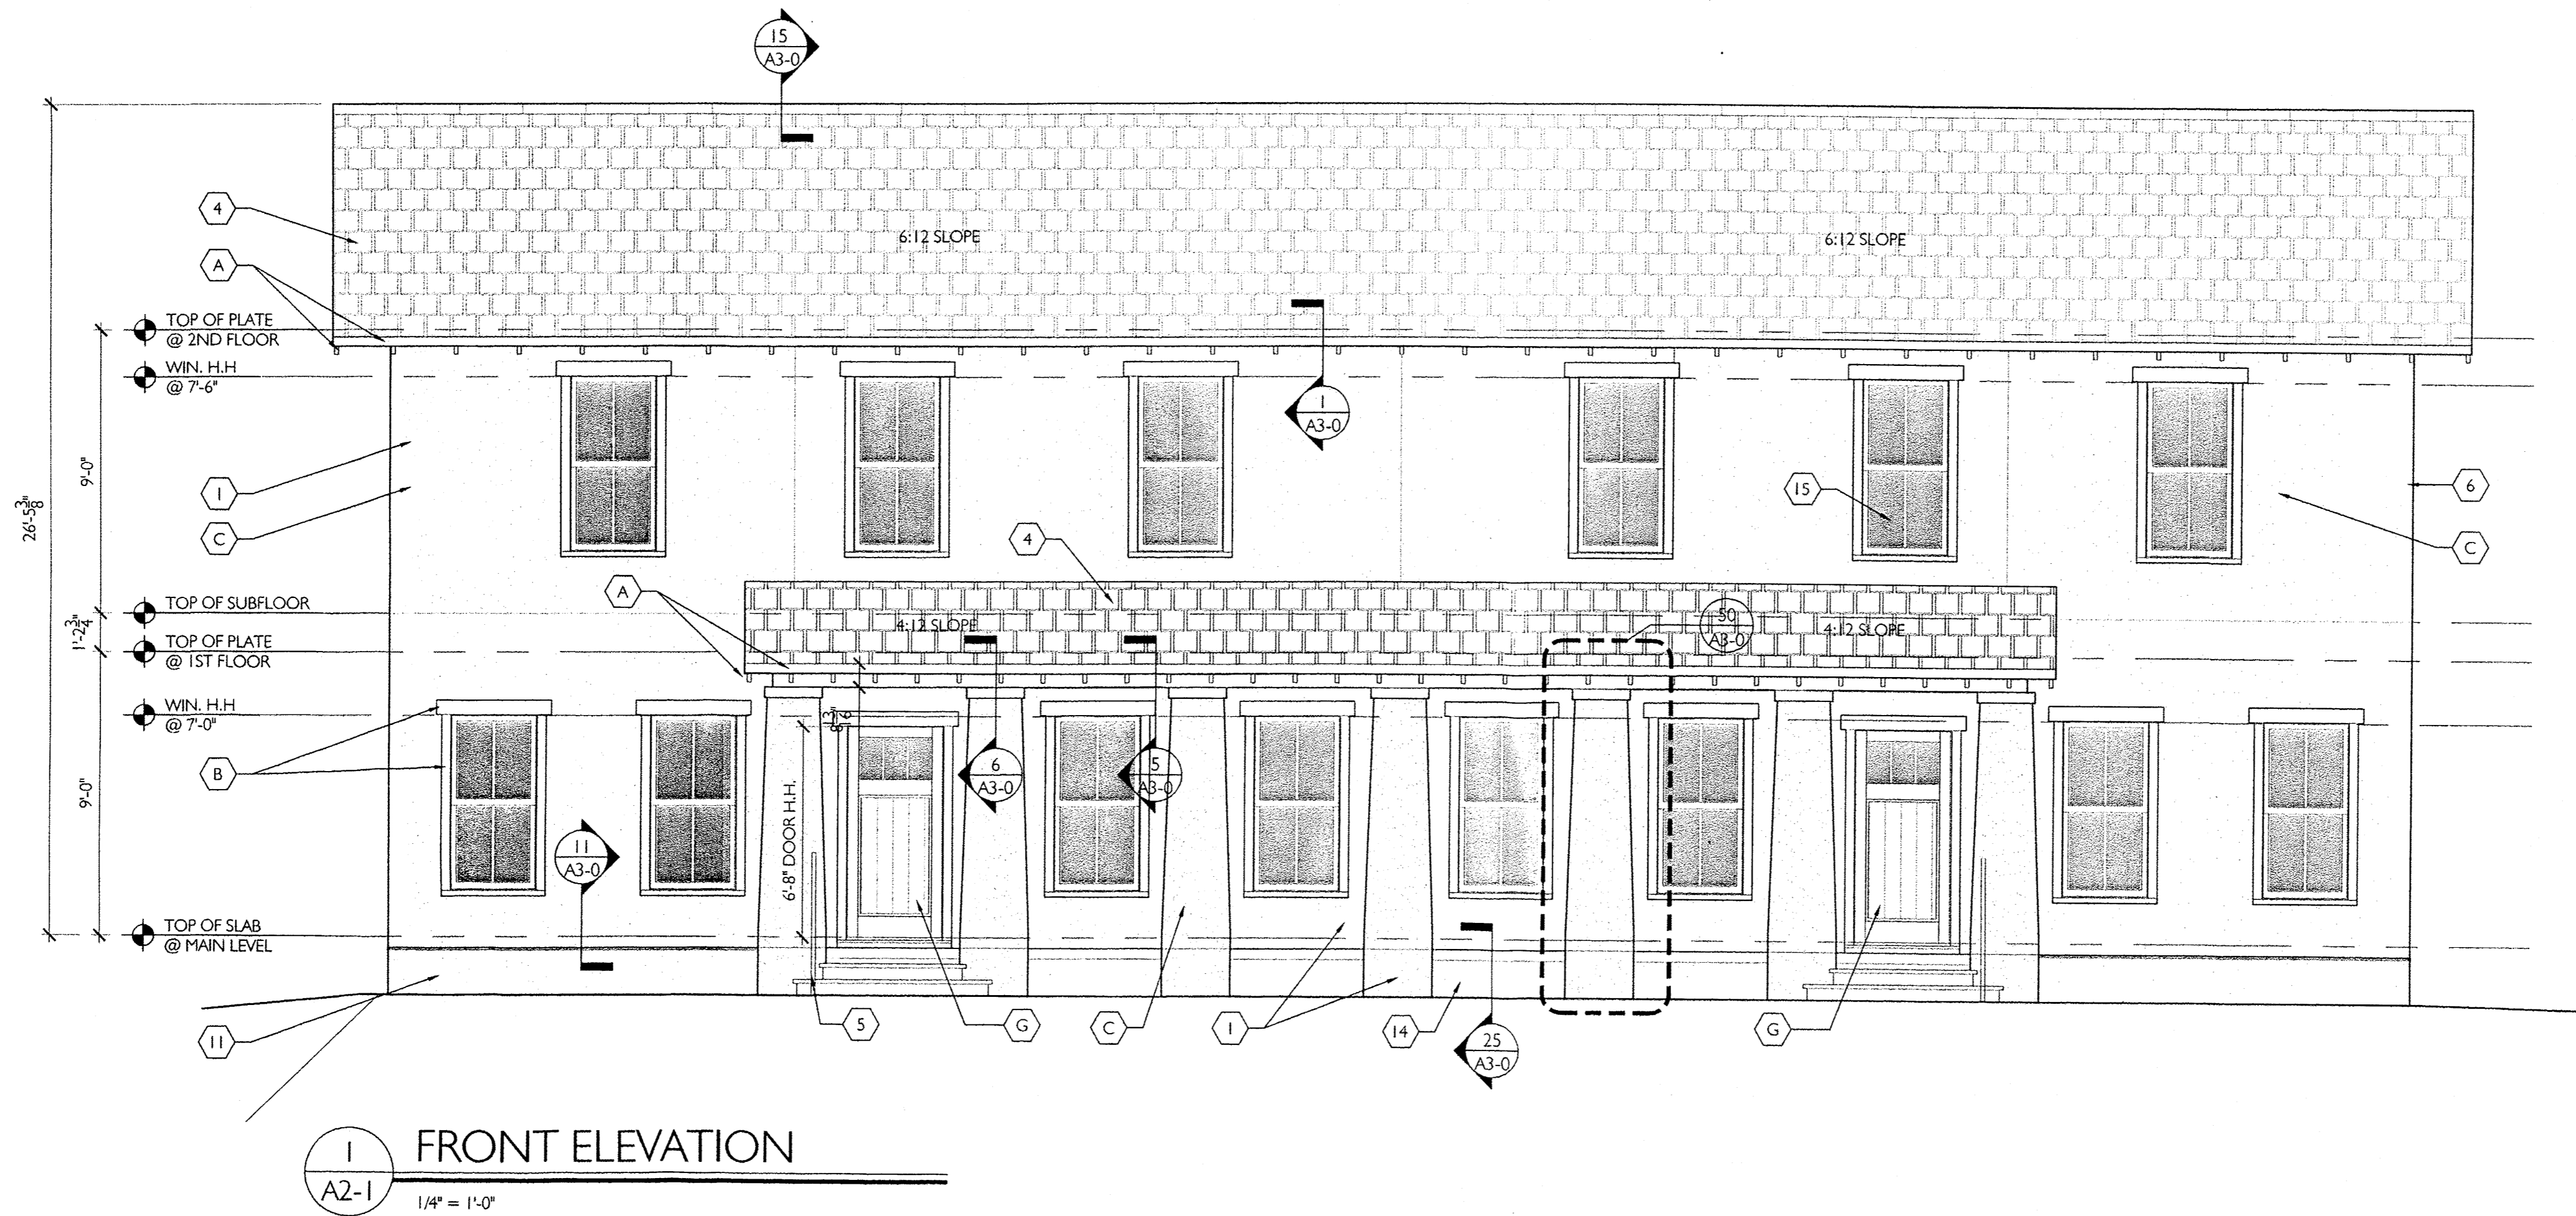 15
A3-0
4
6:12 SLOPE
6:12 SLOPE
A
TOP OF PLATE
@ 2ND FLOOR
WIN. H.H
@ 7'-6"
1
A3-0
9'-0"
26'-5 3/8"
1
15
6
C
4
C
A
TOP OF SUBFLOOR
1'-2 3/4"
4:12 SLOPE
50
A3-0
4:12 SLOPE
TOP OF PLATE
@ 1ST FLOOR
WIN. H.H
@ 7'-0"
B
9'-0"
6'-8" DOOR H.H.
6
A3-0
5
A3-0
11
A3-0
TOP OF SLAB
@ MAIN LEVEL
11
5
G
C
1
14
25
A3-0
G
1
A2-1
FRONT ELEVATION
1/4" = 1'-0"